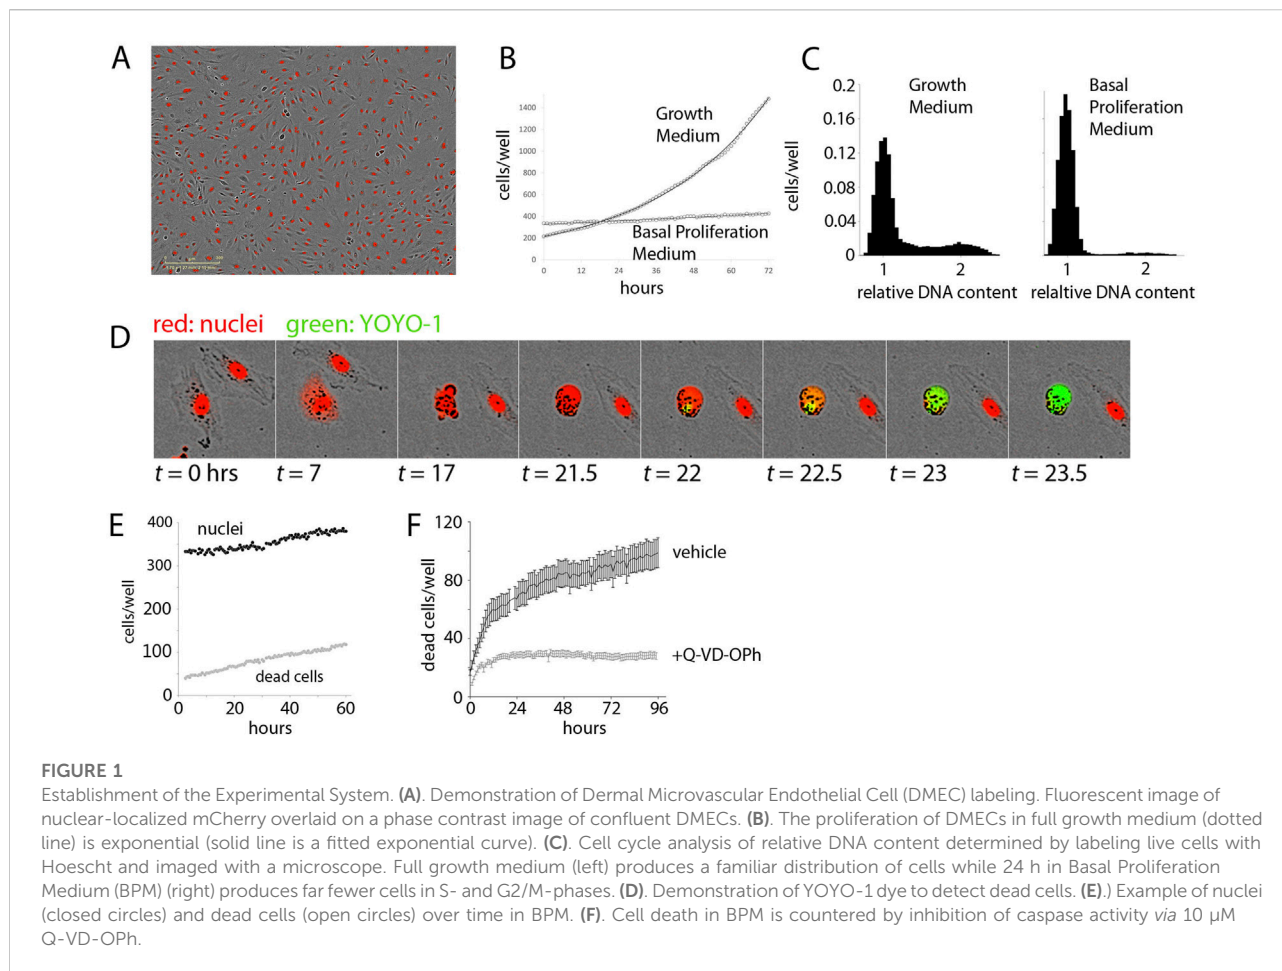 A
B
C
1400
1200
1000
800
600
400
200
0
0
12
24
36
48
60
72
cells/well
hours
Growth
Medium
Basal Proliferation
Medium
0.2
0.16
0.12
0.08
0.04
0
cells/well
Growth
Medium
1
2
relative DNA content
Basal
Proliferation
Medium
1
2
relaltive DNA content
D
red: nuclei
green: YOYO-1
t = 0 hrs
t = 7
t = 17
t = 21.5
t = 22
t = 22.5
t = 23
t = 23.5
E
400
300
200
100
0
cells/well
nuclei
dead cells
0
20
40
60
hours
F
120
80
40
0
dead cells/well
vehicle
+Q-VD-OPh
0
24
48
72
96
hours
FIGURE 1
Establishment of the Experimental System. (A). Demonstration of Dermal Microvascular Endothelial Cell (DMEC) labeling. Fluorescent image of
nuclear-localized mCherry overlaid on a phase contrast image of confluent DMECs. (B). The proliferation of DMECs in full growth medium (dotted
line) is exponential (solid line is a fitted exponential curve). (C). Cell cycle analysis of relative DNA content determined by labeling live cells with
Hoescht and imaged with a microscope. Full growth medium (left) produces a familiar distribution of cells while 24 h in Basal Proliferation
Medium (BPM) (right) produces far fewer cells in S- and G2/M-phases. (D). Demonstration of YOYO-1 dye to detect dead cells. (E).) Example of nuclei
(closed circles) and dead cells (open circles) over time in BPM. (F). Cell death in BPM is countered by inhibition of caspase activity via 10 μM
Q-VD-OPh.